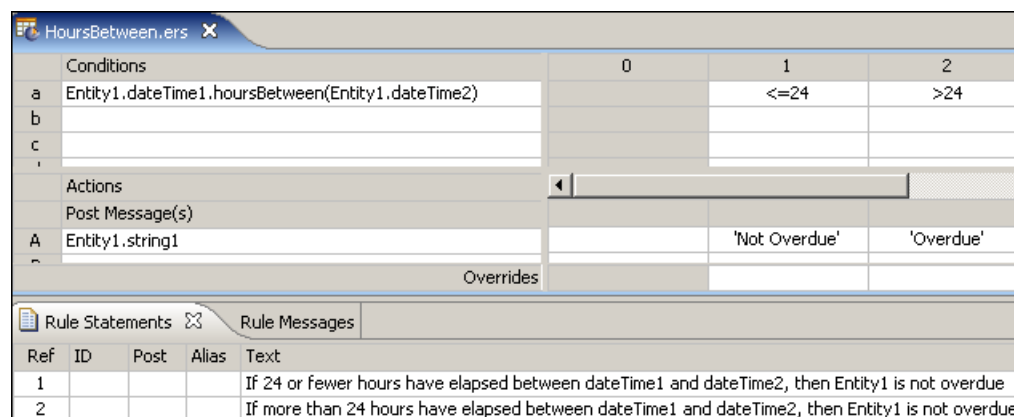 HoursBetween.ers
Conditions 0 1 2
a Entity1.dateTime1.hoursBetween(Entity1.dateTime2) <=24 >24
b
c
Actions
Post Message(s)
A Entity1.string1 'Not Overdue' 'Overdue'
Overrides
Rule Statements Rule Messages
Ref ID Post Alias Text
1 If 24 or fewer hours have elapsed between dateTime1 and dateTime2, then Entity1 is not overdue
2 If more than 24 hours have elapsed between dateTime1 and dateTime2, then Entity1 is not overdue